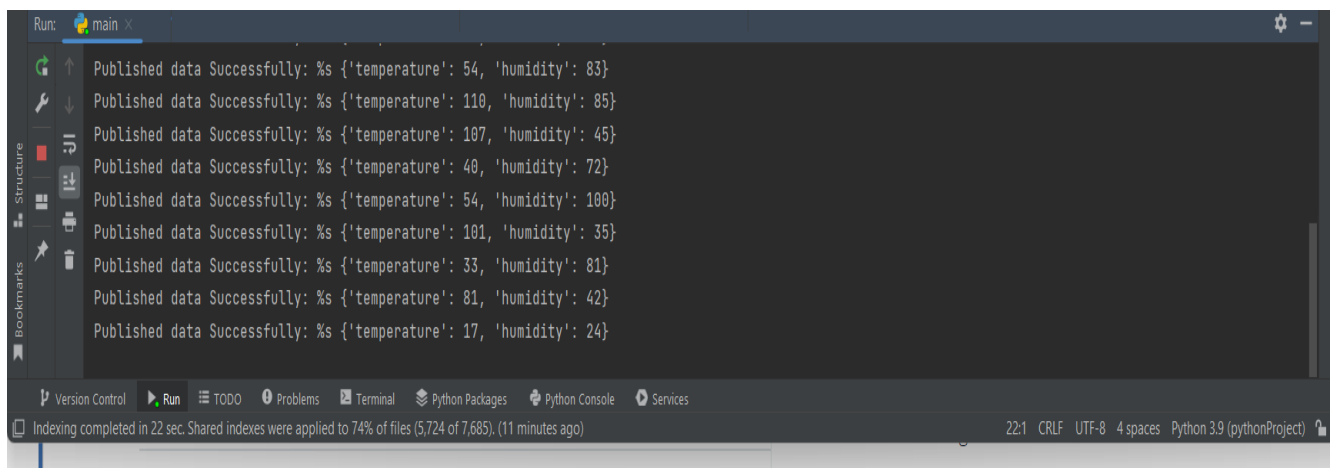 Run: main
Published data Successfully: %s {'temperature': 54, 'humidity': 83}
Published data Successfully: %s {'temperature': 110, 'humidity': 85}
Published data Successfully: %s {'temperature': 107, 'humidity': 45}
Published data Successfully: %s {'temperature': 40, 'humidity': 72}
Published data Successfully: %s {'temperature': 54, 'humidity': 100}
Published data Successfully: %s {'temperature': 101, 'humidity': 35}
Published data Successfully: %s {'temperature': 33, 'humidity': 81}
Published data Successfully: %s {'temperature': 81, 'humidity': 42}
Published data Successfully: %s {'temperature': 17, 'humidity': 24}
Structure
Bookmarks
Version Control Run TODO Problems Terminal Python Packages Python Console Services
Indexing completed in 22 sec. Shared indexes were applied to 74% of files (5,724 of 7,685). (11 minutes ago) 22:1 CRLF UTF-8 4 spaces Python 3.9 (pythonProject)